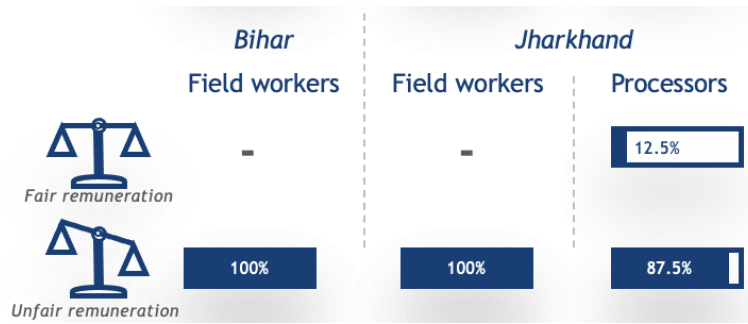 Bihar Jharkhand
Field workers Field workers Processors
Fair remuneration - - 12.5%
Unfair remuneration 100% 100% 87.5%